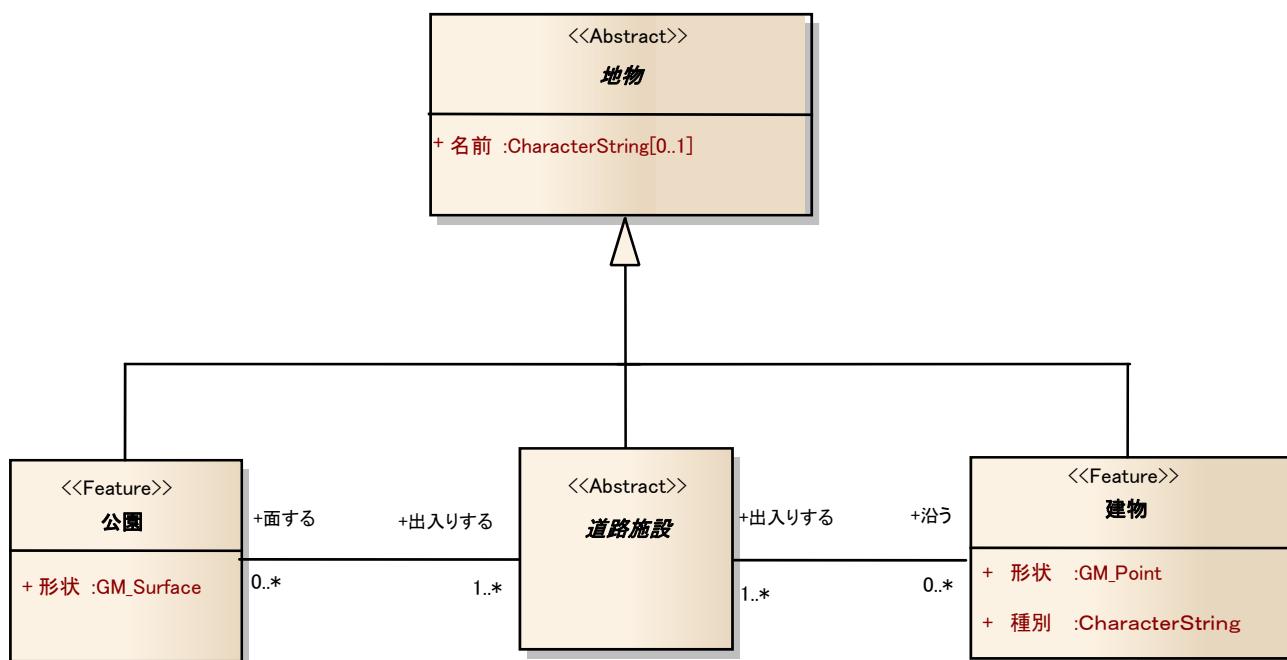 <<Abstract>>
地物
+ 名前 :CharacterString[0..1]
<<Feature>>
公園
+ 形状 :GM_Surface
+面する
0..*
+出入りする
1..*
<<Abstract>>
道路施設
+出入りする
1..*
+沿う
0..*
<<Feature>>
建物
+ 形状 :GM_Point
+ 種別 :CharacterString